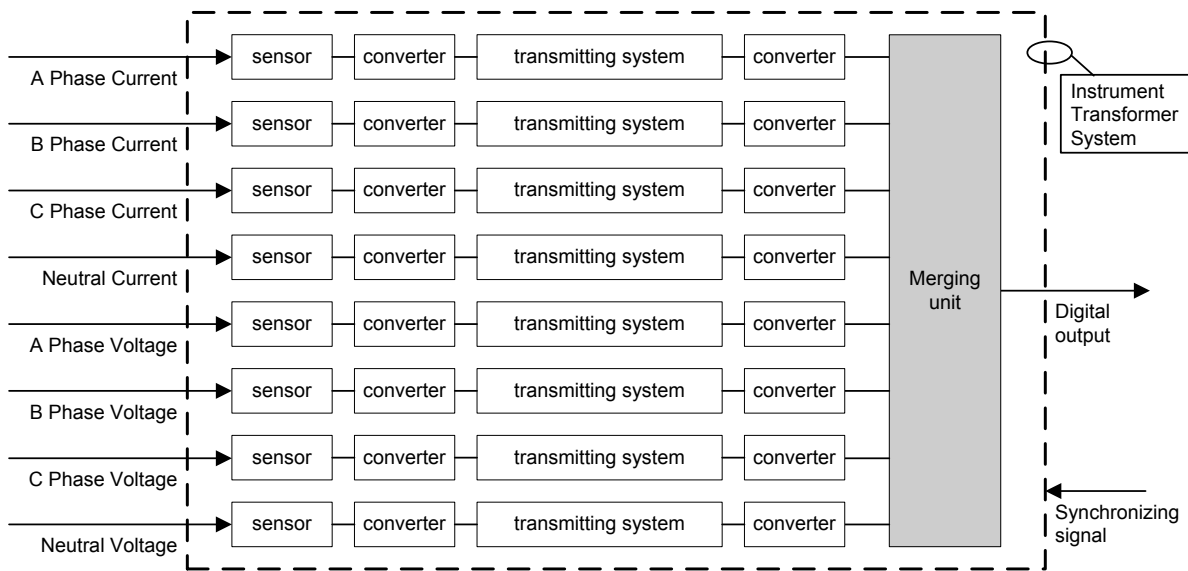 sensor converter transmitting system converter
A Phase Current
Instrument
Transformer
System
sensor converter transmitting system converter
B Phase Current
sensor converter transmitting system converter
C Phase Current
sensor converter transmitting system converter
Neutral Current
Merging
unit
Digital
output
sensor converter transmitting system converter
A Phase Voltage
sensor converter transmitting system converter
B Phase Voltage
sensor converter transmitting system converter
C Phase Voltage
Synchronizing
signal
sensor converter transmitting system converter
Neutral Voltage